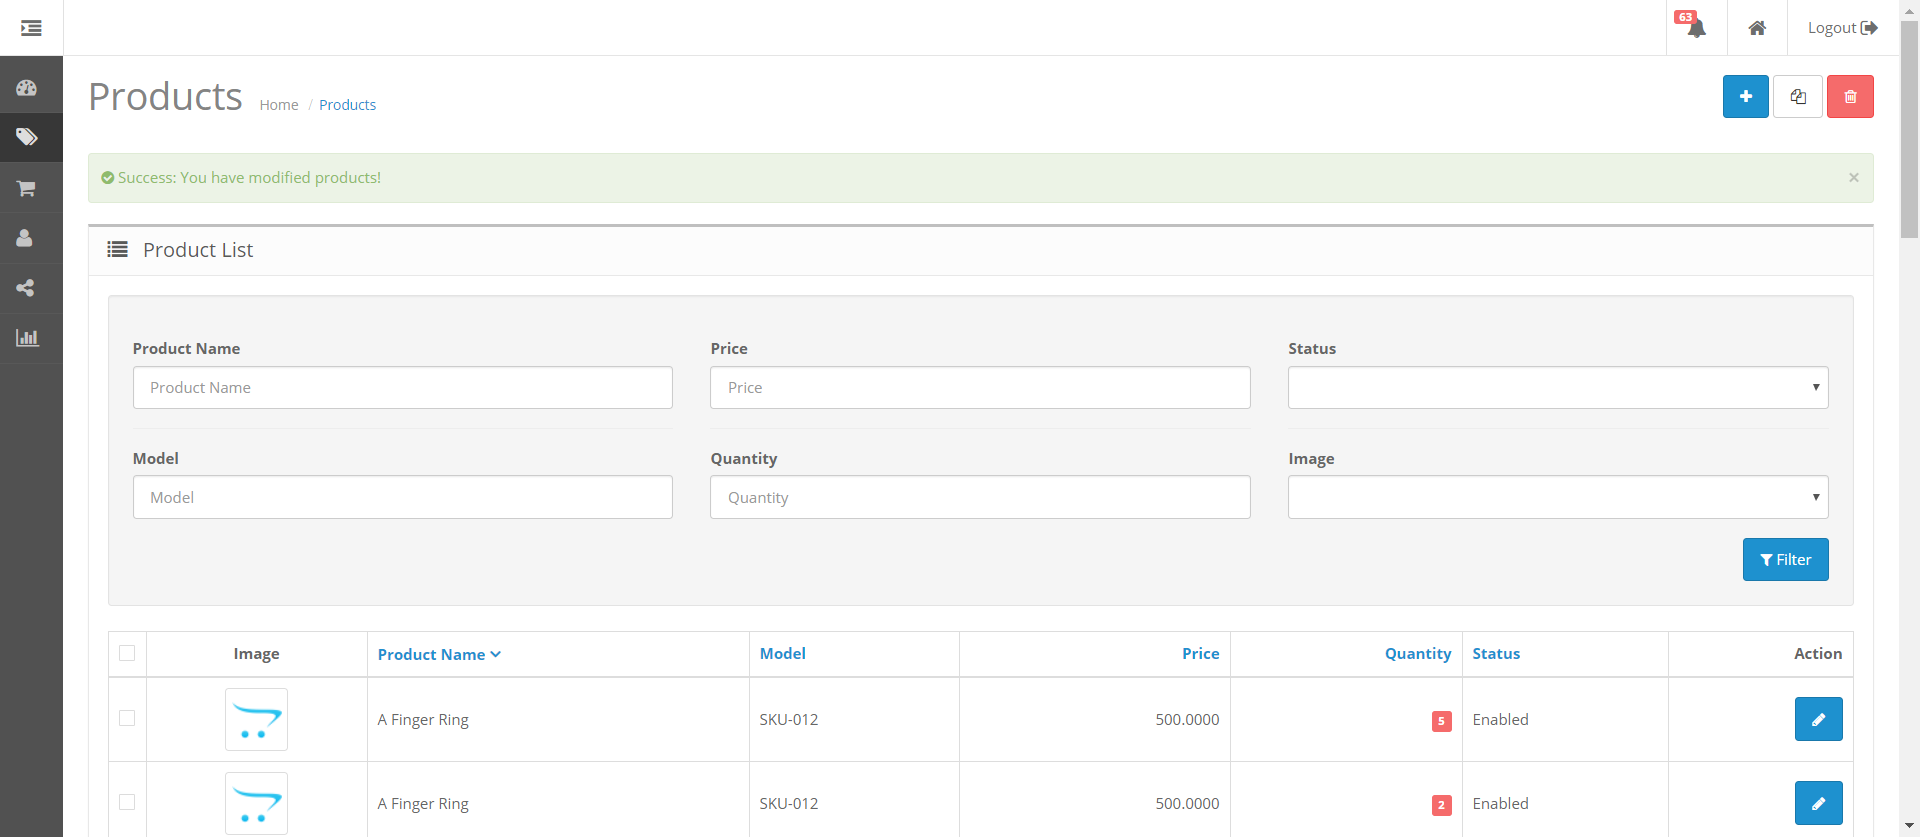 63
Logout
Products Home / Products
Success: You have modified products! ×
Product List
Product Name Price Status
Product Name Price
Model Quantity Image
Model Quantity
Filter
Image Product Name Model Price Quantity Status Action
A Finger Ring SKU-012 500.0000 5 Enabled
A Finger Ring SKU-012 500.0000 2 Enabled